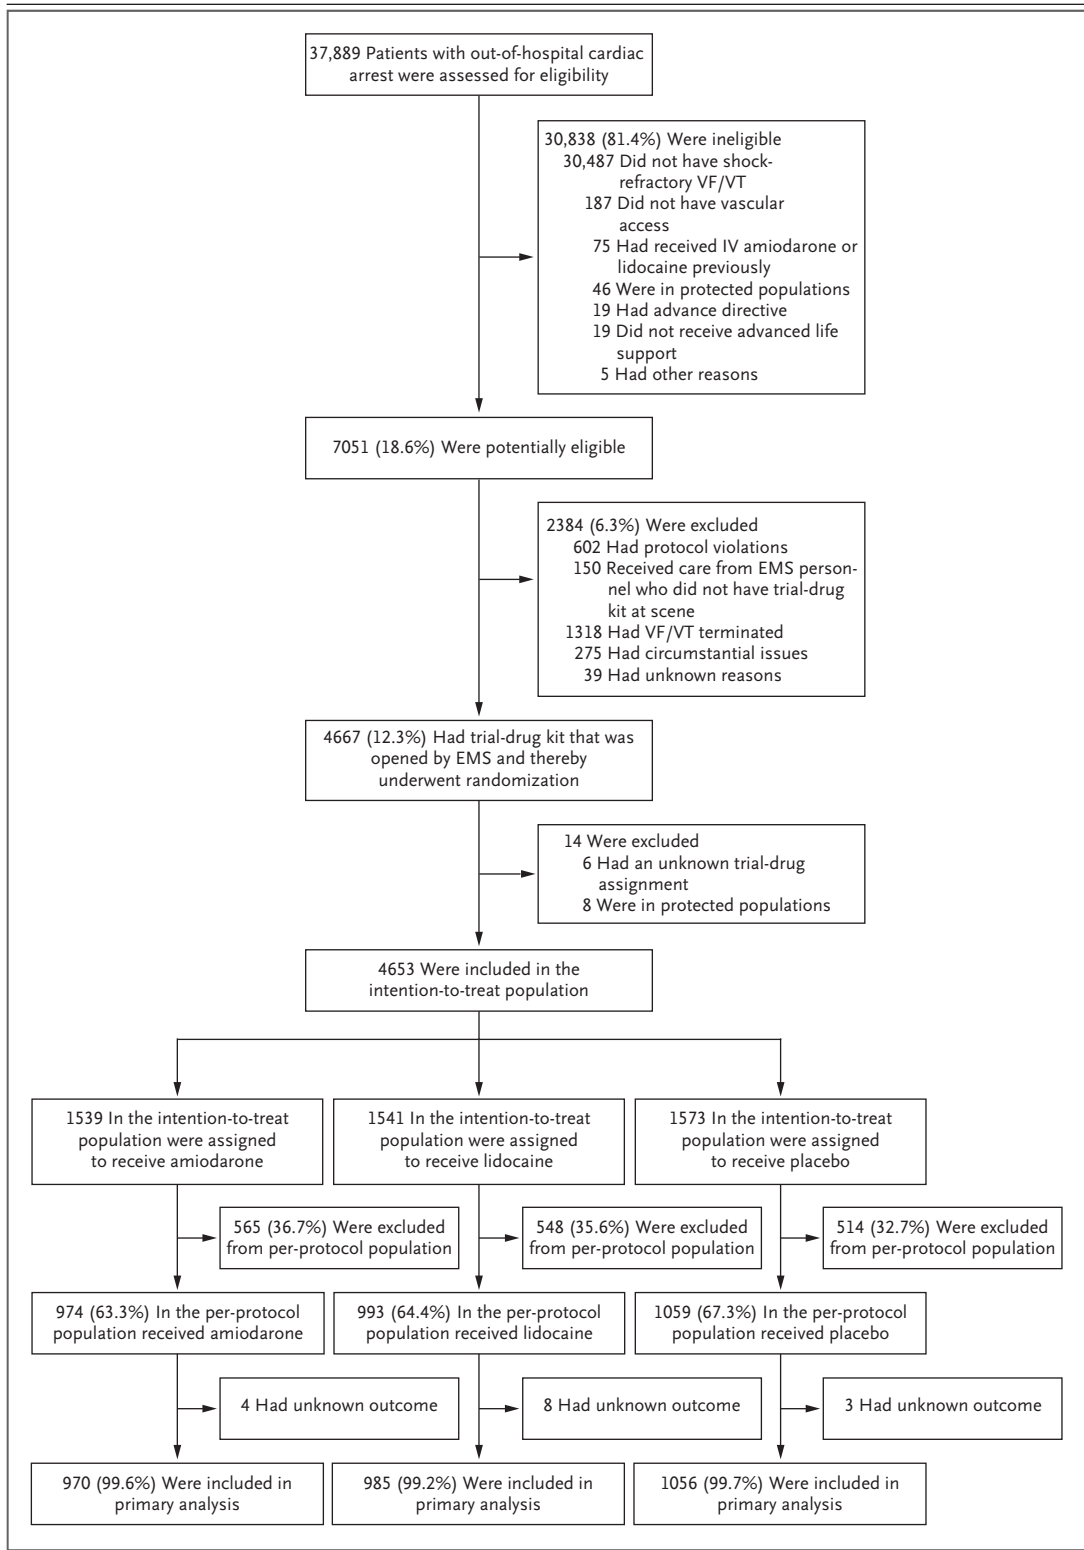 37,889 Patients with out-of-hospital cardiac
arrest were assessed for eligibility
30,838 (81.4%) Were ineligible
30,487 Did not have shock-
refractory VF/VT
187 Did not have vascular
access
75 Had received IV amiodarone or
lidocaine previously
46 Were in protected populations
19 Had advance directive
19 Did not receive advanced life
support
5 Had other reasons
7051 (18.6%) Were potentially eligible
2384 (6.3%) Were excluded
602 Had protocol violations
150 Received care from EMS person-
nel who did not have trial-drug
kit at scene
1318 Had VF/VT terminated
275 Had circumstantial issues
39 Had unknown reasons
4667 (12.3%) Had trial-drug kit that was
opened by EMS and thereby
underwent randomization
14 Were excluded
6 Had an unknown trial-drug
assignment
8 Were in protected populations
4653 Were included in the
intention-to-treat population
1539 In the intention-to-treat
population were assigned
to receive amiodarone
1541 In the intention-to-treat
population were assigned
to receive lidocaine
1573 In the intention-to-treat
population were assigned
to receive placebo
565 (36.7%) Were excluded
from per-protocol population
548 (35.6%) Were excluded
from per-protocol population
514 (32.7%) Were excluded
from per-protocol population
974 (63.3%) In the per-protocol
population received amiodarone
993 (64.4%) In the per-protocol
population received lidocaine
1059 (67.3%) In the per-protocol
population received placebo
4 Had unknown outcome
8 Had unknown outcome
3 Had unknown outcome
970 (99.6%) Were included in
primary analysis
985 (99.2%) Were included in
primary analysis
1056 (99.7%) Were included in
primary analysis